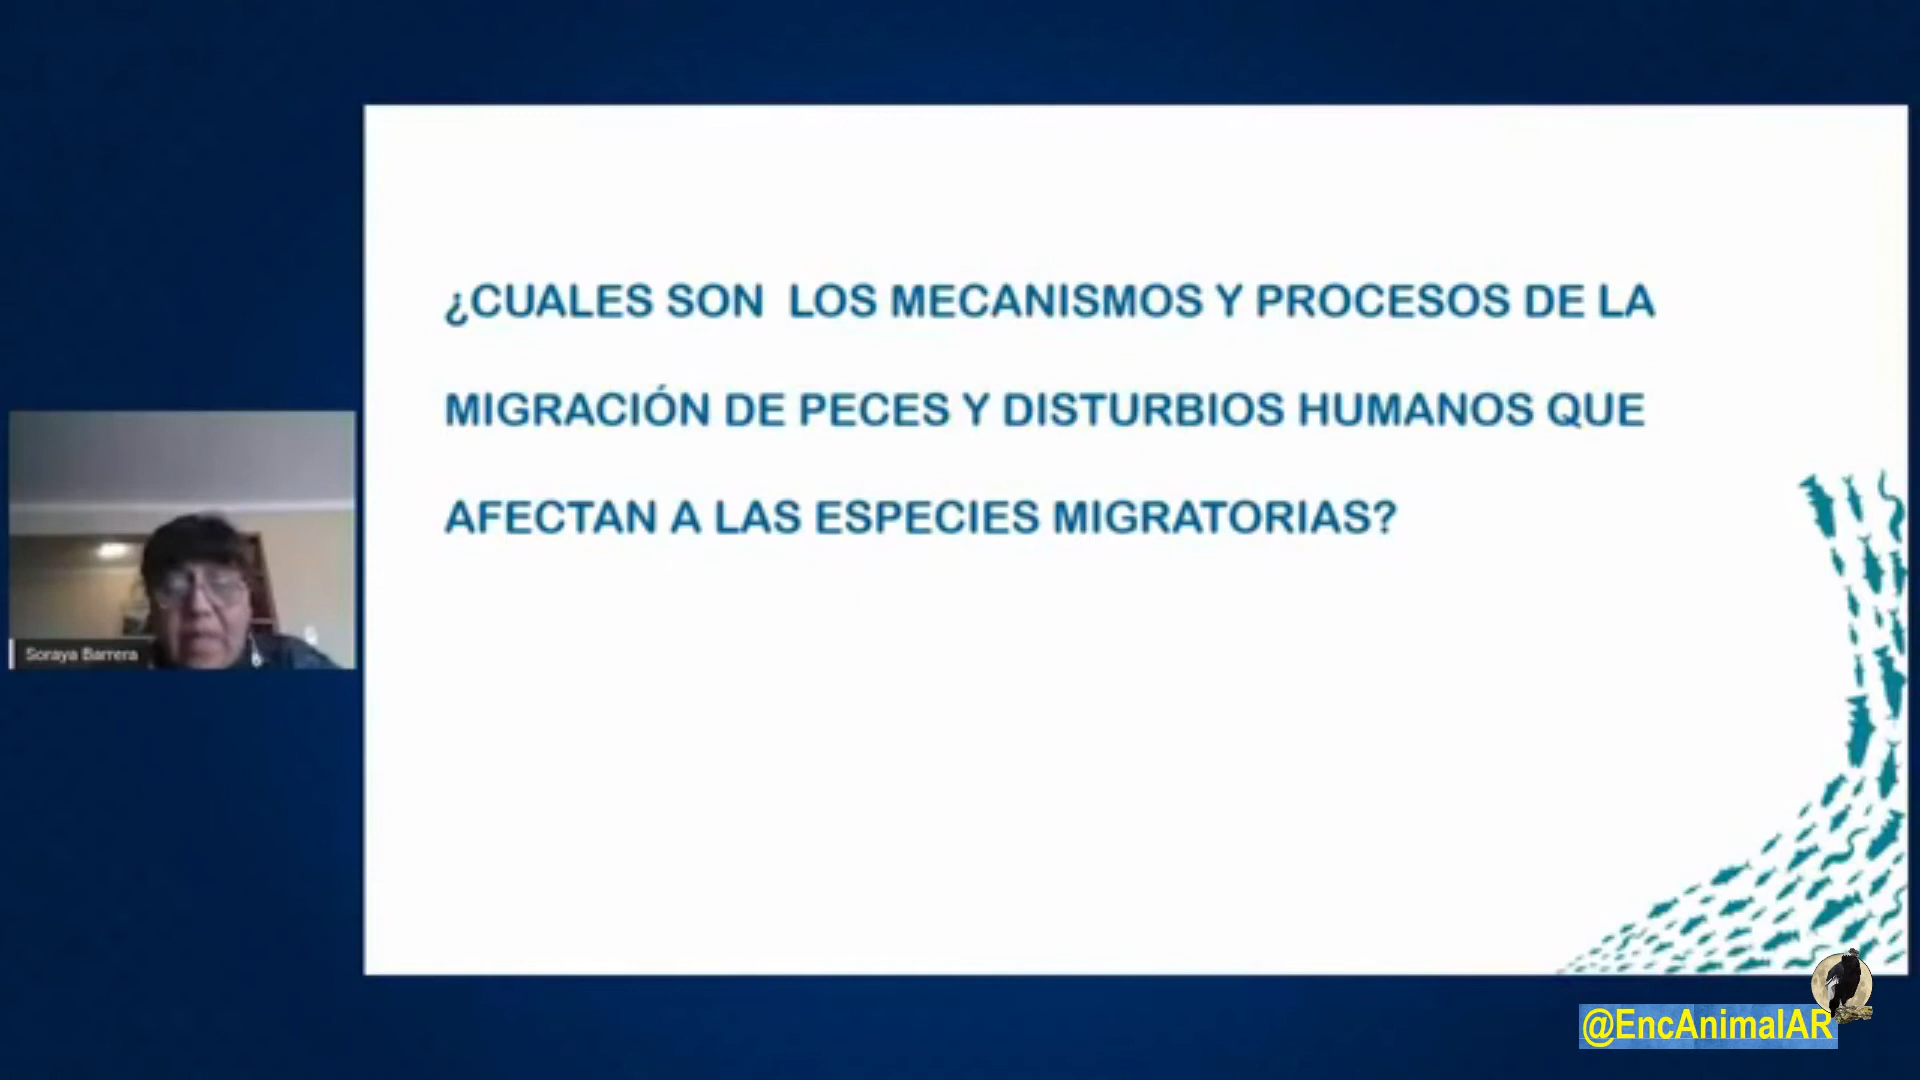 ¿CUALES SON  LOS MECANISMOS Y PROCESOS DE LA
MIGRACIÓN DE PECES Y DISTURBIOS HUMANOS QUE
AFECTAN A LAS ESPECIES MIGRATORIAS?
Soraya Barrera
@EncAnimalAR